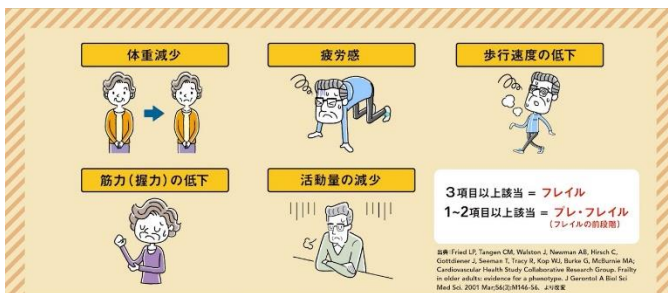 体重減少
疲労感
歩行速度の低下
筋力(握力)の低下
活動量の減少
3項目以上該当 = フレイル
1~2項目以上該当 = プレ・フレイル
(フレイルの前段階)
出典:Fried LP, Tangen CM, Walston J, Newman AB, Hirsch C,
Gottdiener J, Seeman T, Tracy R, Kop WJ, Burke G, McBurnie MA;
Cardiovascular Health Study Collaborative Research Group. Frailty
in older adults: evidence for a phenotype. J Gerontol A Biol Sci
Med Sci. 2001 Mar;56(3):M146-56. より改変